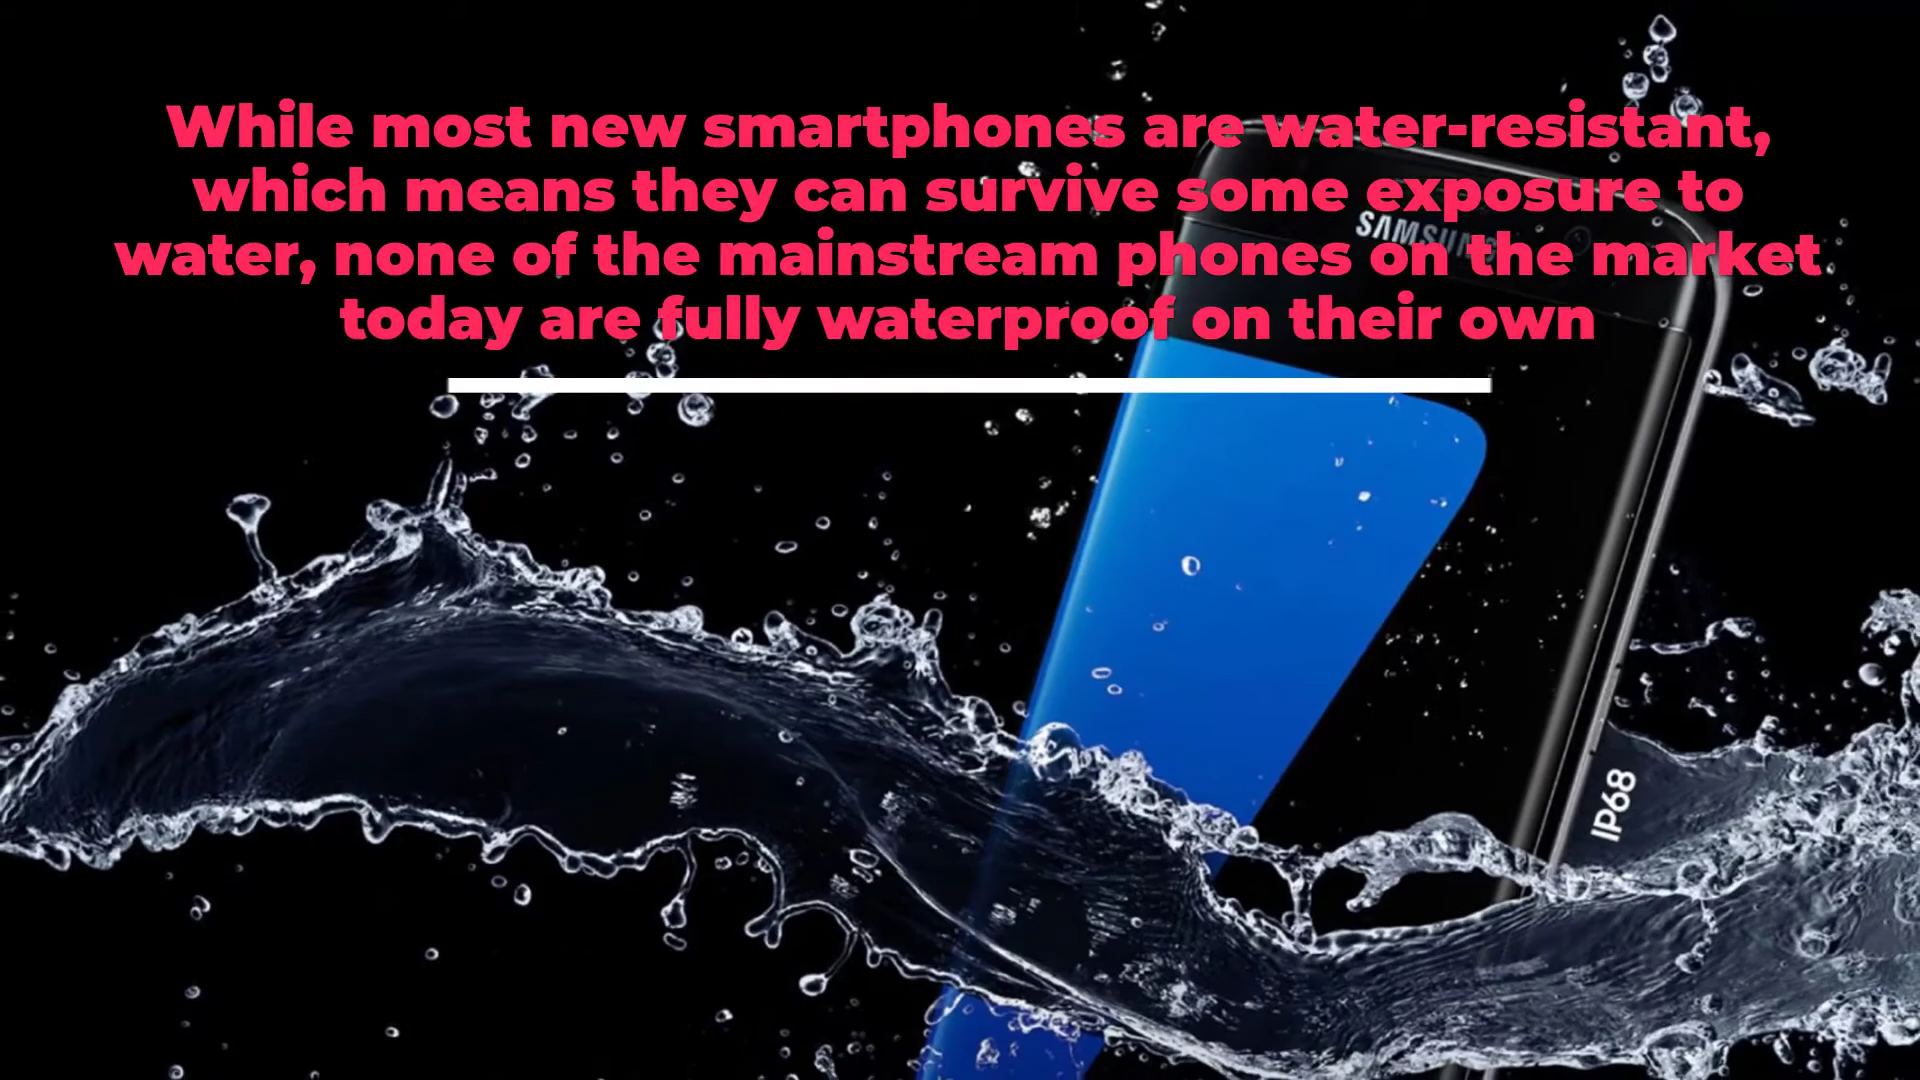 While most new smartphones are water-resistant,
which means they can survive some exposure to
water, none of the mainstream phones on the market
today are fully waterproof on their own
SAMSUNG
IP68